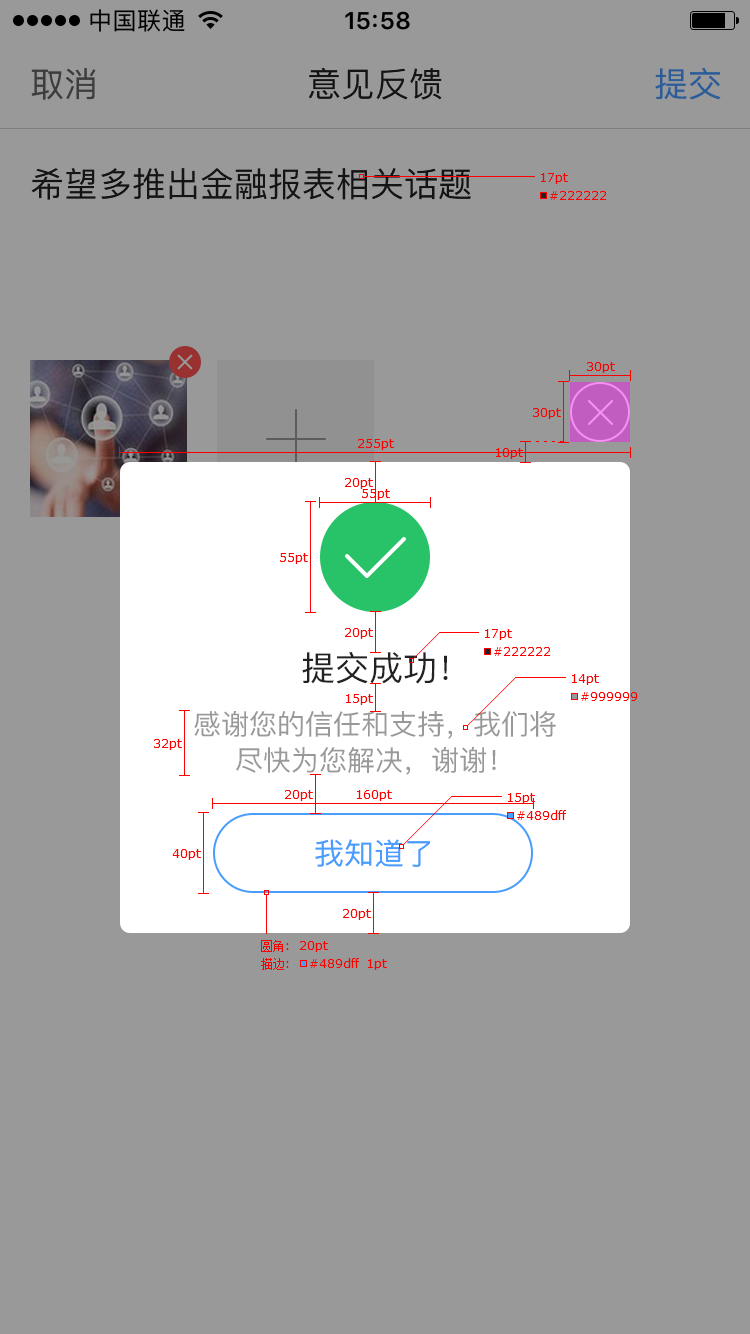 中国联通 15:58
取消 意见反馈 提交
希望多推出金融报表相关话题
17pt
#222222
30pt
30pt
255pt
10pt
20pt
55pt
55pt
20pt
17pt
#222222
提交成功！
15pt
14pt
#999999
感谢您的信任和支持，我们将
32pt
尽快为您解决，谢谢！
20pt
160pt
15pt
#489dff
40pt
我知道了
20pt
圆角： 20pt
描边： #489dff 1pt